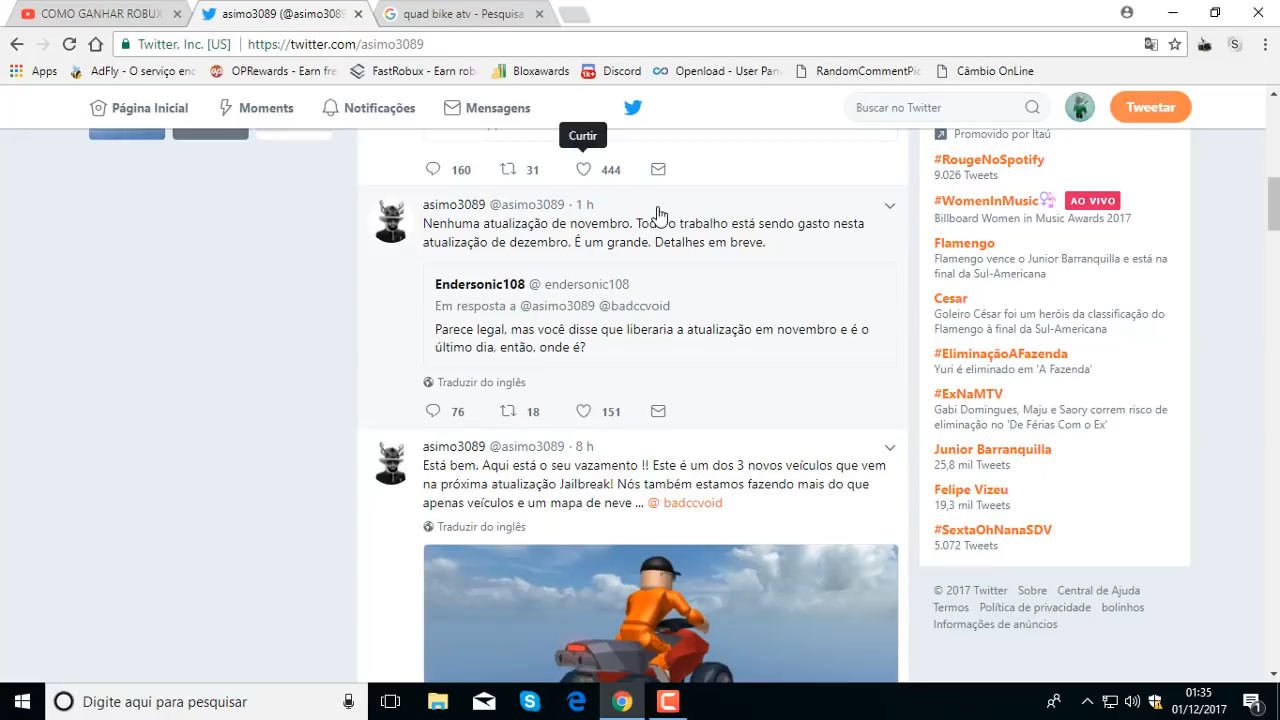 COMO GANHAR ROBUX
asimo3089 (@asimo3089
quad bike atv - Pesquisa
Twitter, Inc. [US]
https://twitter.com/asimo3089
Apps
AdFly - O serviço enc
OPRewards - Earn fre
FastRobux - Earn rob
Bloxawards
Discord
Openload - User Pan
RandomCommentPic
Câmbio OnLine
Página Inicial
Moments
Notificações
Mensagens
Buscar no Twitter
Tweetar
Curtir
160
31
444
asimo3089 @asimo3089 · 1 h
Nenhuma atualização de novembro. Todo o trabalho está sendo gasto nesta
atualização de dezembro. É um grande. Detalhes em breve.
Endersonic108 @ endersonic108
Em resposta a @asimo3089 @badccvoid
Parece legal, mas você disse que liberaria a atualização em novembro e é o
último dia, então, onde é?
Traduzir do inglês
76
18
151
asimo3089 @asimo3089 · 8 h
Está bem. Aqui está o seu vazamento !! Este é um dos 3 novos veículos que vem
na próxima atualização Jailbreak! Nós também estamos fazendo mais do que
apenas veículos e um mapa de neve ... @ badccvoid
Traduzir do inglês
Promovido por Itaú
#RougeNoSpotify
9.026 Tweets
#WomenInMusic
AO VIVO
Billboard Women in Music Awards 2017
Flamengo
Flamengo vence o Junior Barranquilla e está na
final da Sul-Americana
Cesar
Goleiro César foi um heróis da classificação do
Flamengo à final da Sul-Americana
#EliminaçãoAFazenda
Yuri é eliminado em 'A Fazenda'
#ExNaMTV
Gabi Domingues, Maju e Saory correm risco de
eliminação no 'De Férias Com o Ex'
Junior Barranquilla
25,8 mil Tweets
Felipe Vizeu
19,3 mil Tweets
#SextaOhNanaSDV
5.072 Tweets
© 2017 Twitter Sobre Central de Ajuda
Termos Política de privacidade bolinhos
Informações de anúncios
Digite aqui para pesquisar
01:35
01/12/2017
1